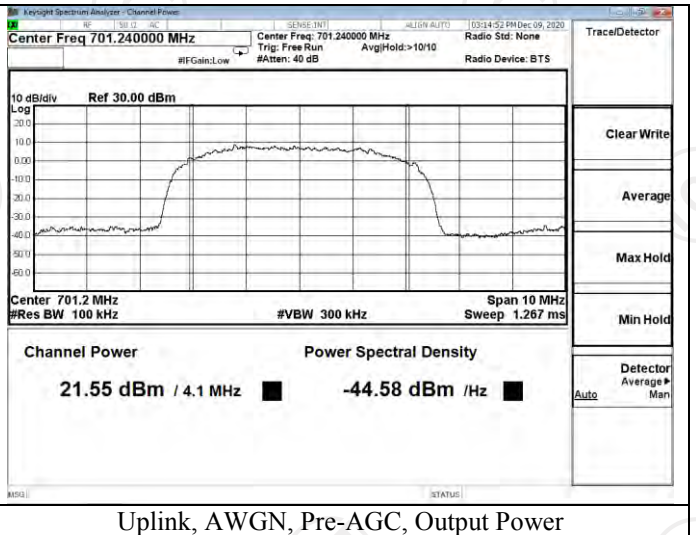 Keysight Spectrum Analyzer - Channel Power
RF 50 Ω AC SENSE:INT ALIGN AUTO 03:14:52 PM Dec 09, 2020
Center Freq 701.240000 MHz
Center Freq: 701.240000 MHz
Radio Std: None
Trig: Free Run Avg|Hold:>10/10
#IFGain:Low #Atten: 40 dB Radio Device: BTS
Trace/Detector
10 dB/div Ref 30.00 dBm
Log
20.0
10.0
0.00
-10.0
-20.0
-30.0
-40.0
-50.0
-60.0
Center 701.2 MHz Span 10 MHz
#Res BW 100 kHz #VBW 300 kHz Sweep 1.267 ms
Channel Power Power Spectral Density
21.55 dBm / 4.1 MHz -44.58 dBm /Hz
Clear Write
Average
Max Hold
Min Hold
Detector
Average
Auto Man
MSG STATUS
Uplink, AWGN, Pre-AGC, Output Power